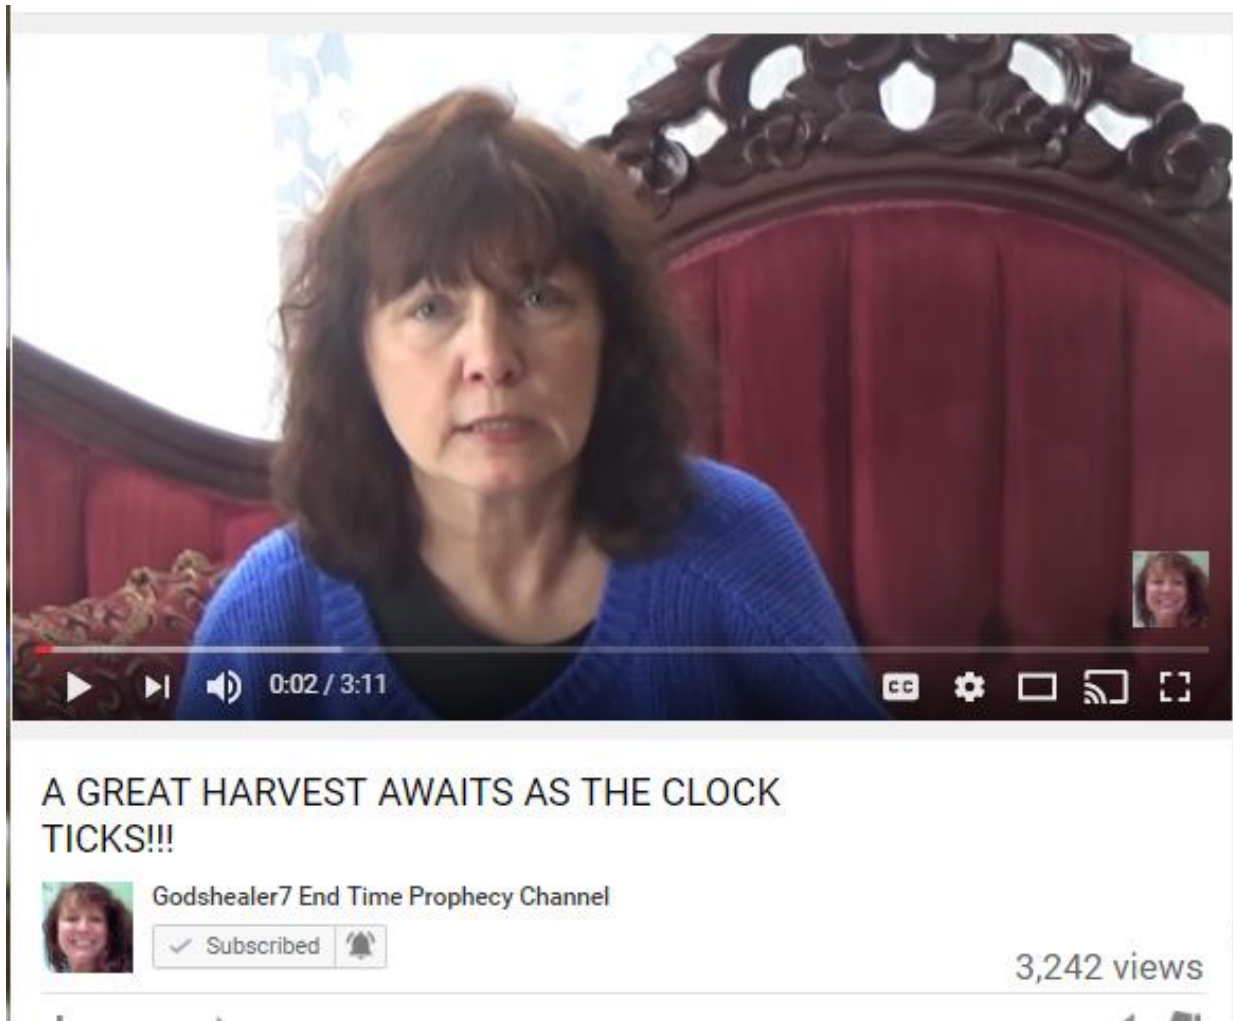 0:02 / 3:11
CC
A GREAT HARVEST AWAITS AS THE CLOCK
TICKS!!!
Godshealer7 End Time Prophecy Channel
Subscribed
3,242 views